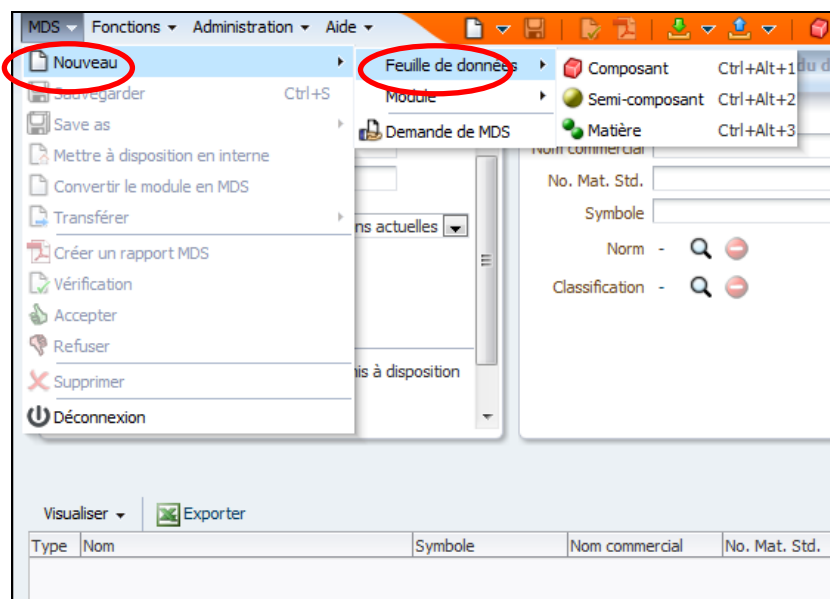 MDS Fonctions Administration Aide
Nouveau
Sauvegarder Ctrl+S
Save as
Mettre à disposition en interne
Convertir le module en MDS
Transférer
Créer un rapport MDS
Vérification
Accepter
Refuser
Supprimer
Déconnexion
Feuille de données
Module
Demande de MDS
Composant Ctrl+Alt+1
Semi-composant Ctrl+Alt+2
Matière Ctrl+Alt+3
du d
Nom commercial
No. Mat. Std.
Symbole
Norm -
Classification -
ns actuelles
is à disposition
Visualiser Exporter
Type Nom Symbole Nom commercial No. Mat. Std.